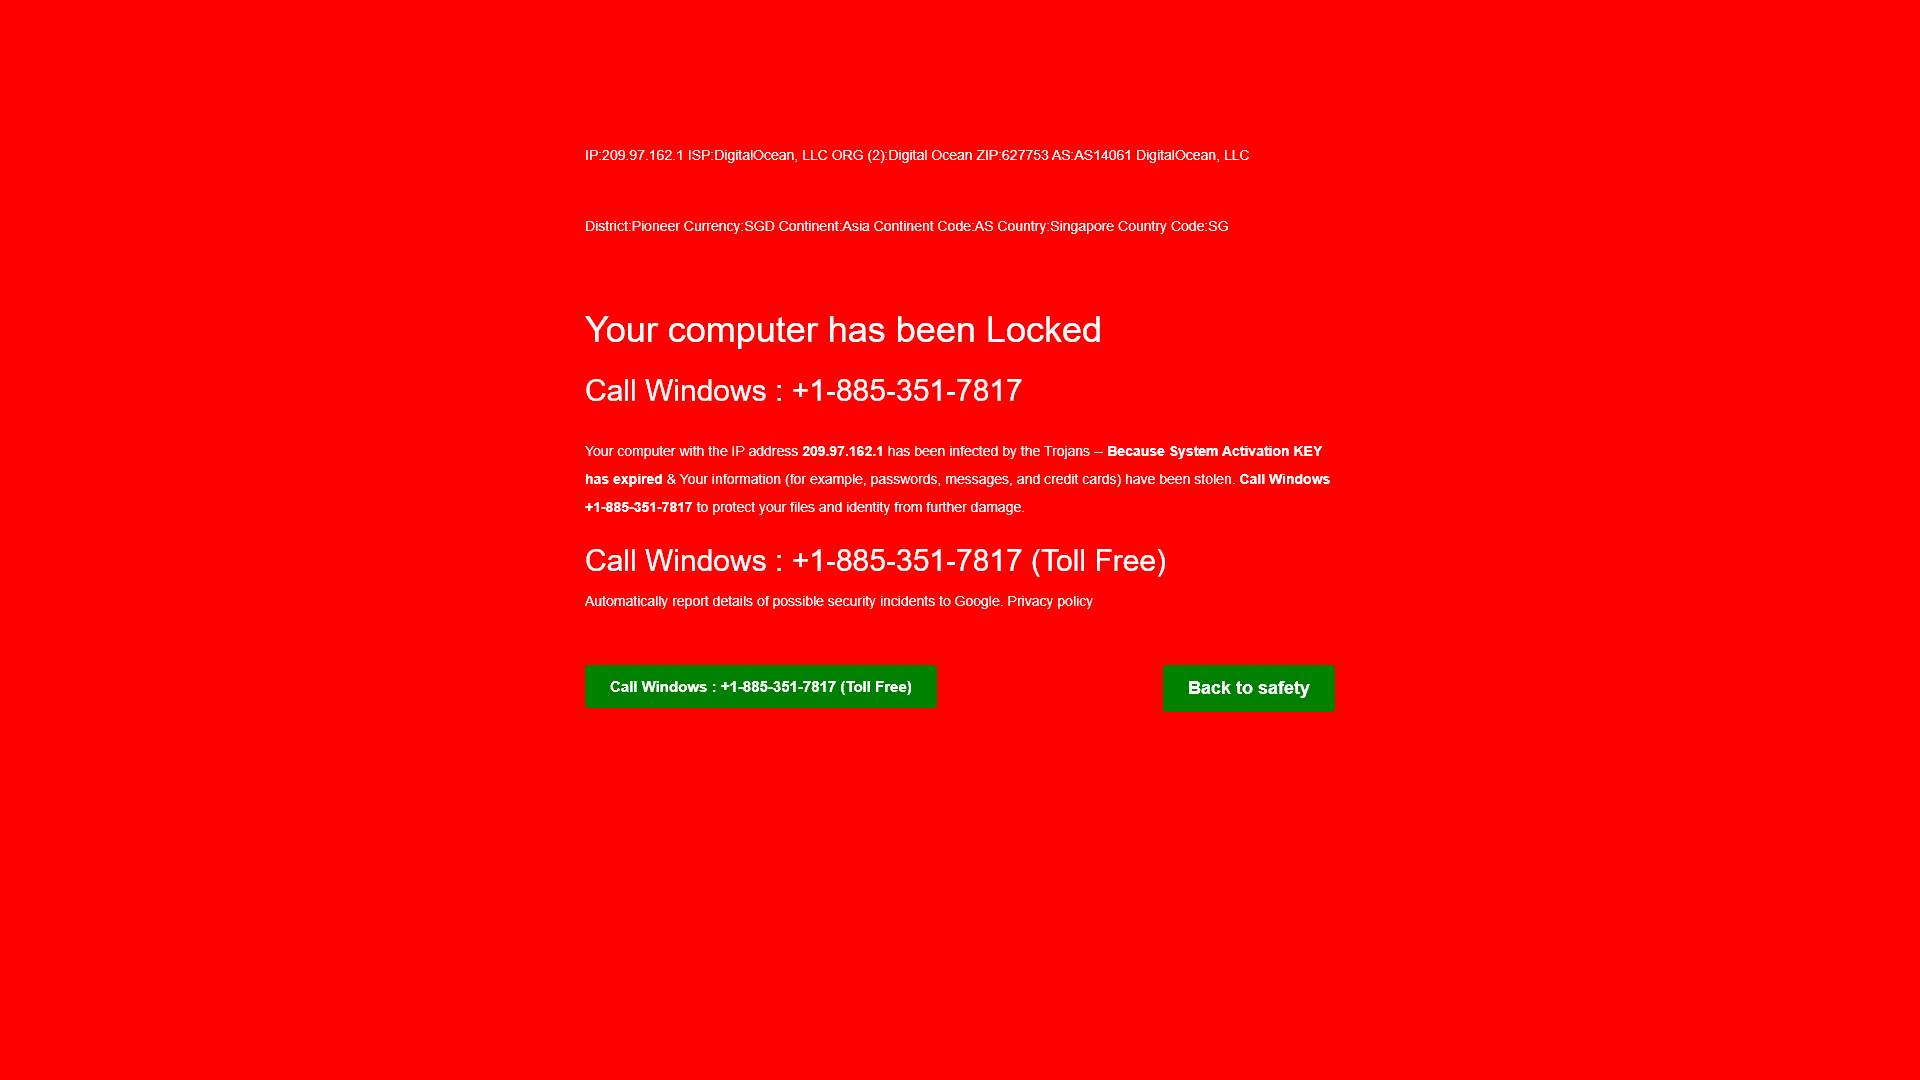 IP:209.97.162.1 ISP:DigitalOcean, LLC ORG (2):Digital Ocean ZIP:627753 AS:AS14061 DigitalOcean, LLC
District:Pioneer Currency:SGD Continent:Asia Continent Code:AS Country:Singapore Country Code:SG
Your computer has been Locked
Call Windows : +1-885-351-7817
Your computer with the IP address 209.97.162.1 has been infected by the Trojans -- Because System Activation KEY
has expired & Your information (for example, passwords, messages, and credit cards) have been stolen. Call Windows
+1-885-351-7817 to protect your files and identity from further damage.
Call Windows : +1-885-351-7817 (Toll Free)
Automatically report details of possible security incidents to Google. Privacy policy
Call Windows : +1-885-351-7817 (Toll Free)
Back to safety